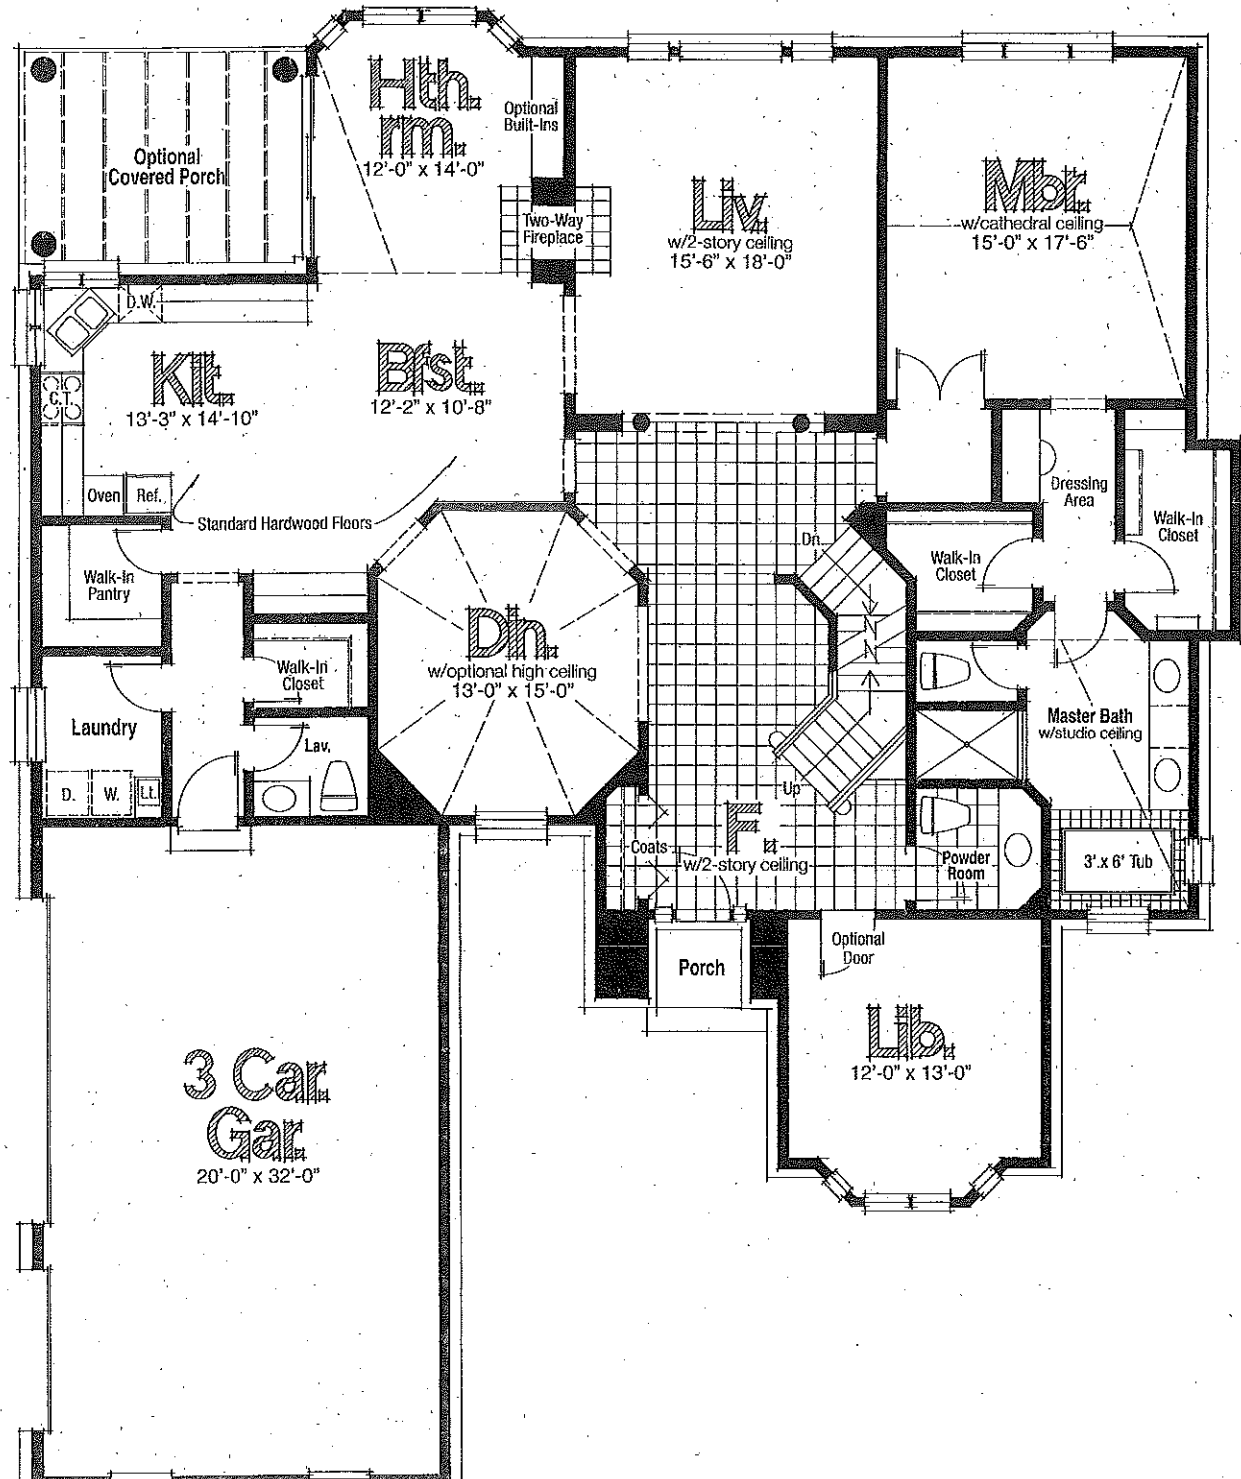 Hth.
rm.
12'-0" x 14'-0"
Optional
Built-Ins
Optional
Covered Porch
Two-Way
Fireplace
Liv.
w/2-story ceiling
15'-6" x 18'-0"
Mbr.
w/cathedral ceiling
15'-0" x 17'-6"
D.W.
Kit.
13'-3" x 14'-10"
C.T.
Brst.
12'-2" x 10'-8"
Oven
Ref.
Standard Hardwood Floors
Dressing
Area
Walk-In
Closet
Walk-In
Closet
Dn.
Walk-In
Pantry
Din.
w/optional high ceiling
13'-0" x 15'-0"
Walk-In
Closet
Laundry
Lav.
D.
W.
Lt.
Master Bath
w/studio ceiling
Up
F.
w/2-story ceiling
Coats
Powder
Room
3' x 6' Tub
Optional
Door
Porch
Lib.
12'-0" x 13'-0"
3 Car
Gar.
20'-0" x 32'-0"